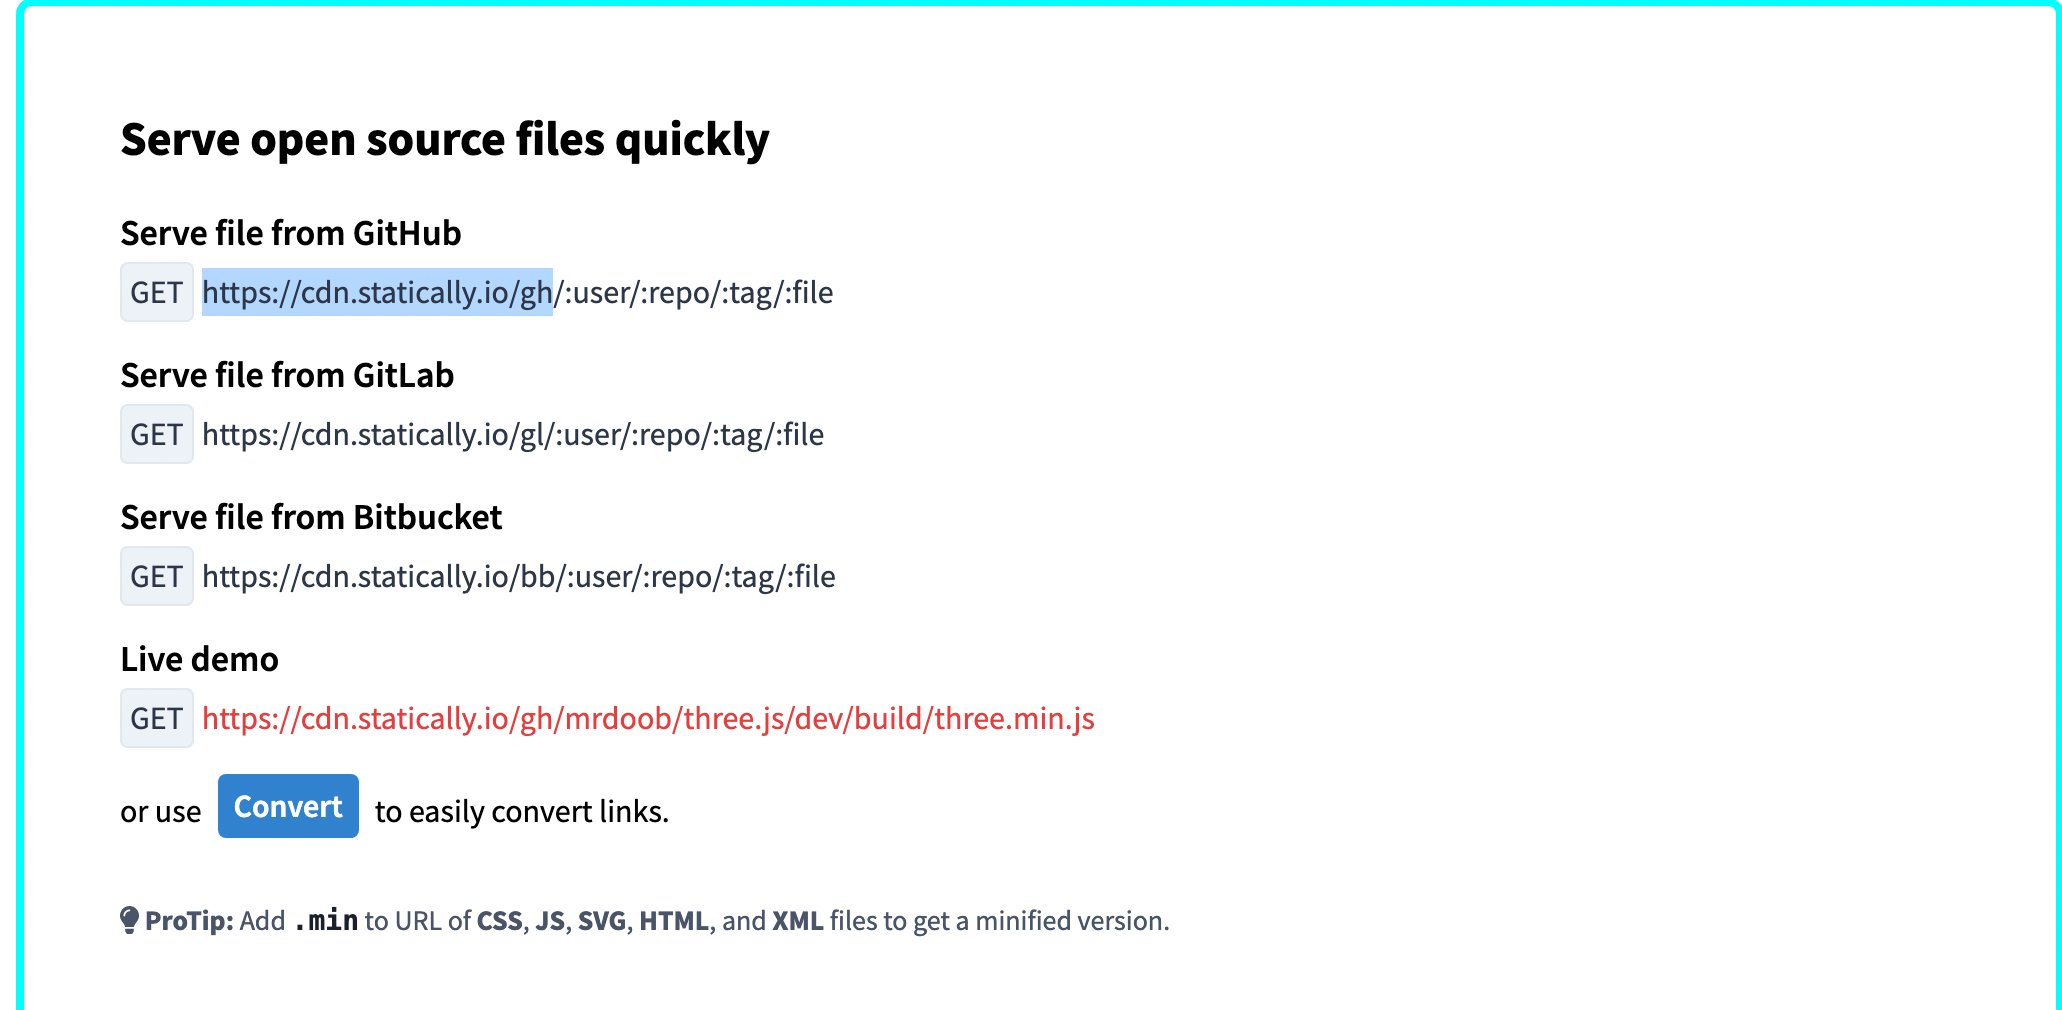 Serve open source files quickly
Serve file from GitHub
GET https://cdn.statically.io/gh/:user/:repo/:tag/:file
Serve file from GitLab
GET https://cdn.statically.io/gl/:user/:repo/:tag/:file
Serve file from Bitbucket
GET https://cdn.statically.io/bb/:user/:repo/:tag/:file
Live demo
GET https://cdn.statically.io/gh/mrdoob/three.js/dev/build/three.min.js
or use Convert to easily convert links.
ProTip: Add .min to URL of CSS, JS, SVG, HTML, and XML files to get a minified version.